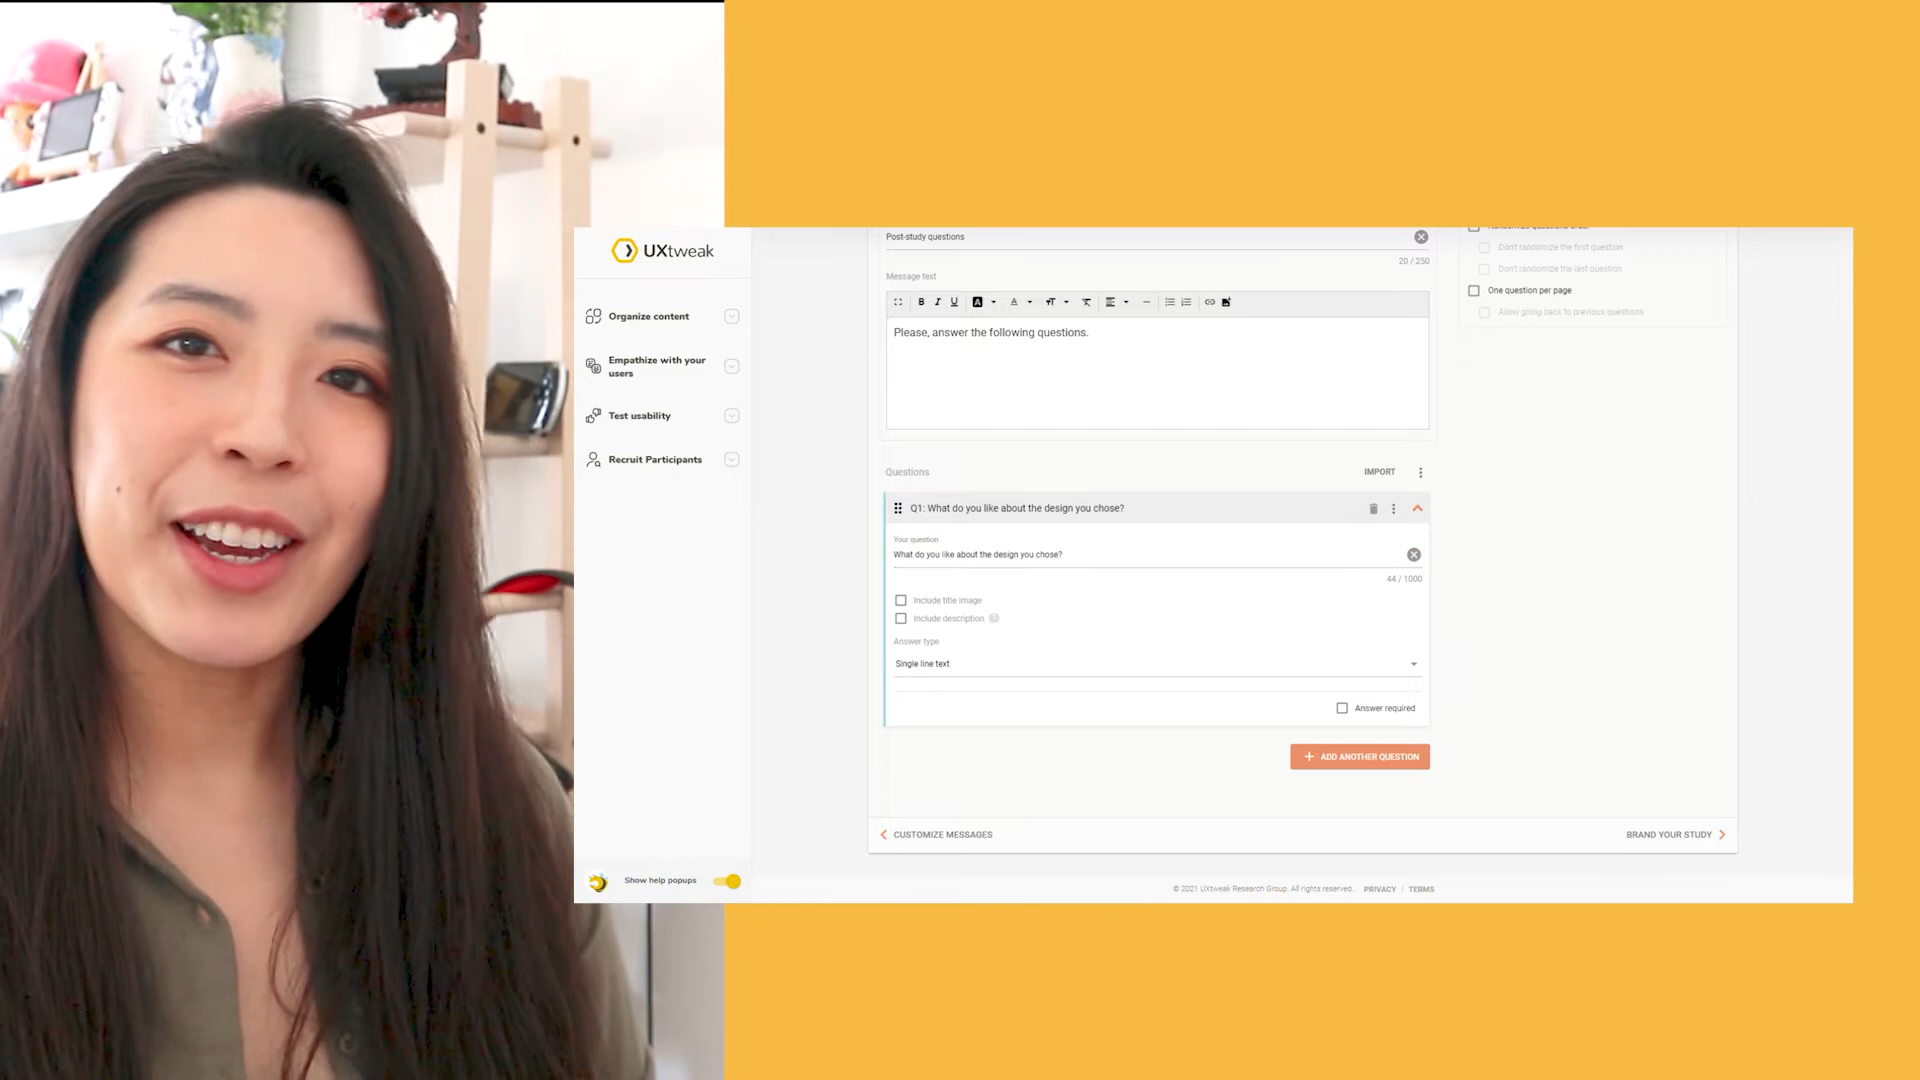 UXtweak
Organize content
Empathize with your
users
Test usability
Recruit Participants
Show help popups
Post-study questions
20 / 250
Message text
B I U A A
Please, answer the following questions.
Questions
IMPORT
Q1: What do you like about the design you chose?
Your question
What do you like about the design you chose?
44 / 1000
Include title image
Include description
Answer type
Single line text
Answer required
ADD ANOTHER QUESTION
CUSTOMIZE MESSAGES
BRAND YOUR STUDY
Don't randomize the first question
Don't randomize the last question
One question per page
Allow going back to previous questions
© 2021 UXtweak Research Group. All rights reserved. PRIVACY | TERMS